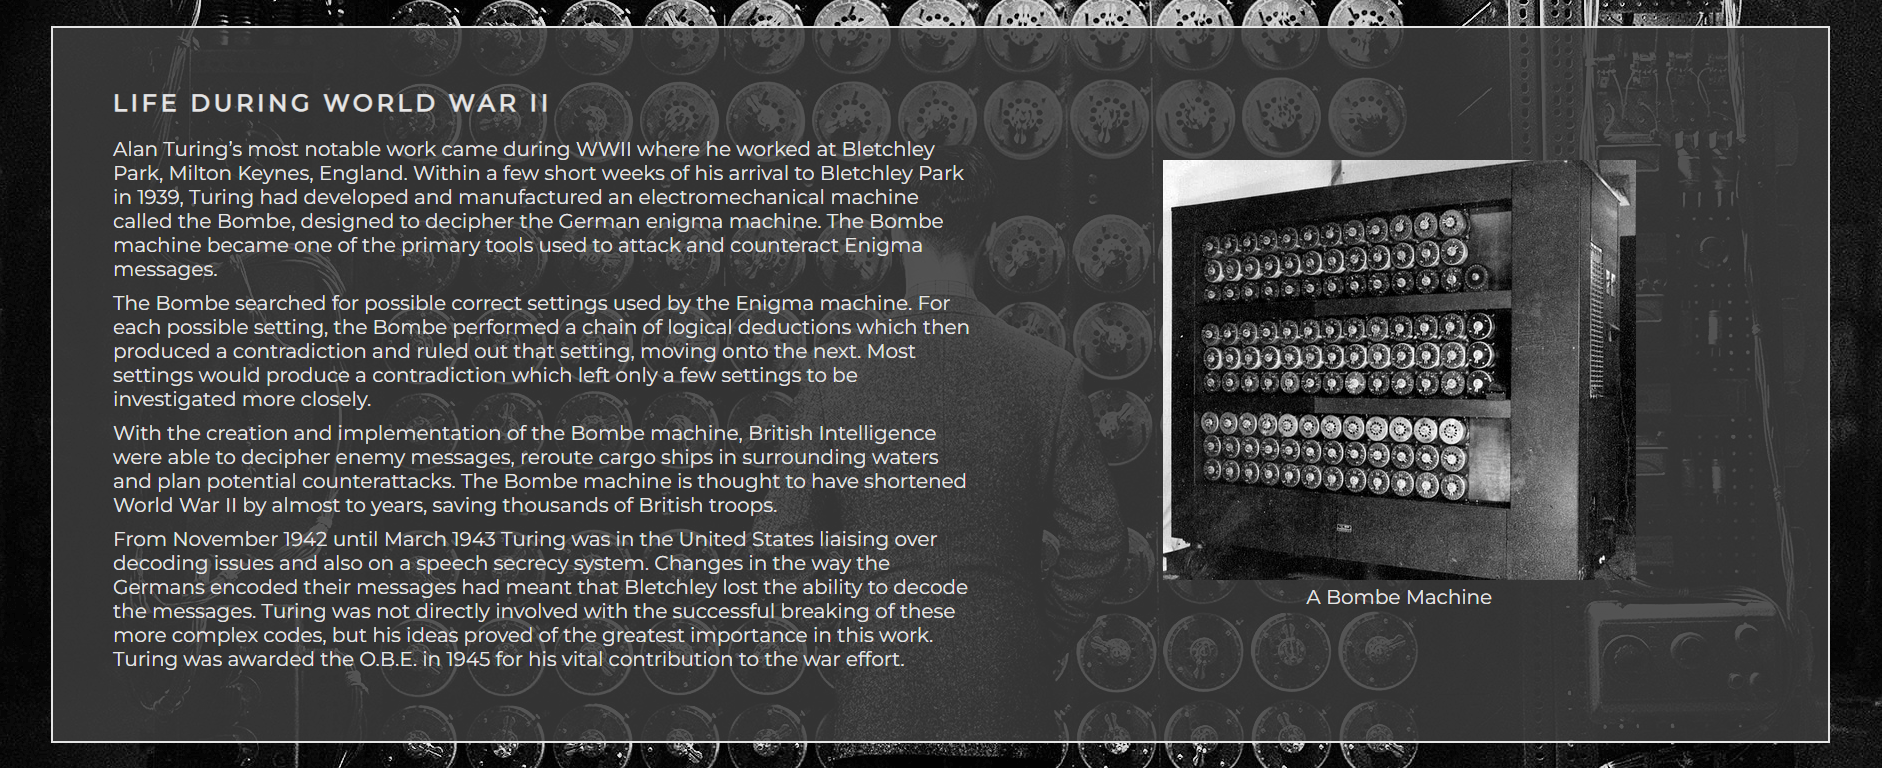 LIFE DURING WORLD WAR II
Alan Turing’s most notable work came during WWII where he worked at Bletchley
Park, Milton Keynes, England. Within a few short weeks of his arrival to Bletchley Park
in 1939, Turing had developed and manufactured an electromechanical machine
called the Bombe, designed to decipher the German enigma machine. The Bombe
machine became one of the primary tools used to attack and counteract Enigma
messages.
The Bombe searched for possible correct settings used by the Enigma machine. For
each possible setting, the Bombe performed a chain of logical deductions which then
produced a contradiction and ruled out that setting, moving onto the next. Most
settings would produce a contradiction which left only a few settings to be
investigated more closely.
With the creation and implementation of the Bombe machine, British Intelligence
were able to decipher enemy messages, reroute cargo ships in surrounding waters
and plan potential counterattacks. The Bombe machine is thought to have shortened
World War II by almost to years, saving thousands of British troops.
From November 1942 until March 1943 Turing was in the United States liaising over
decoding issues and also on a speech secrecy system. Changes in the way the
Germans encoded their messages had meant that Bletchley lost the ability to decode
the messages. Turing was not directly involved with the successful breaking of these
more complex codes, but his ideas proved of the greatest importance in this work.
Turing was awarded the O.B.E. in 1945 for his vital contribution to the war effort.
A Bombe Machine